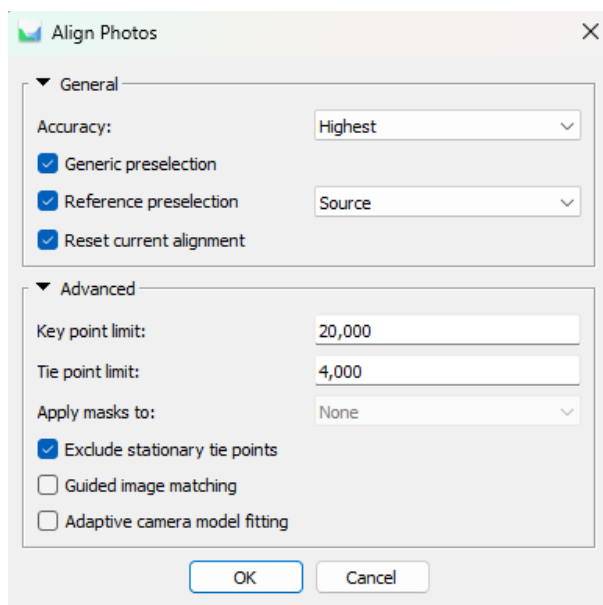 Align Photos
General
Accuracy: Highest
Generic preselection
Reference preselection Source
Reset current alignment
Advanced
Key point limit: 20,000
Tie point limit: 4,000
Apply masks to: None
Exclude stationary tie points
Guided image matching
Adaptive camera model fitting
OK Cancel